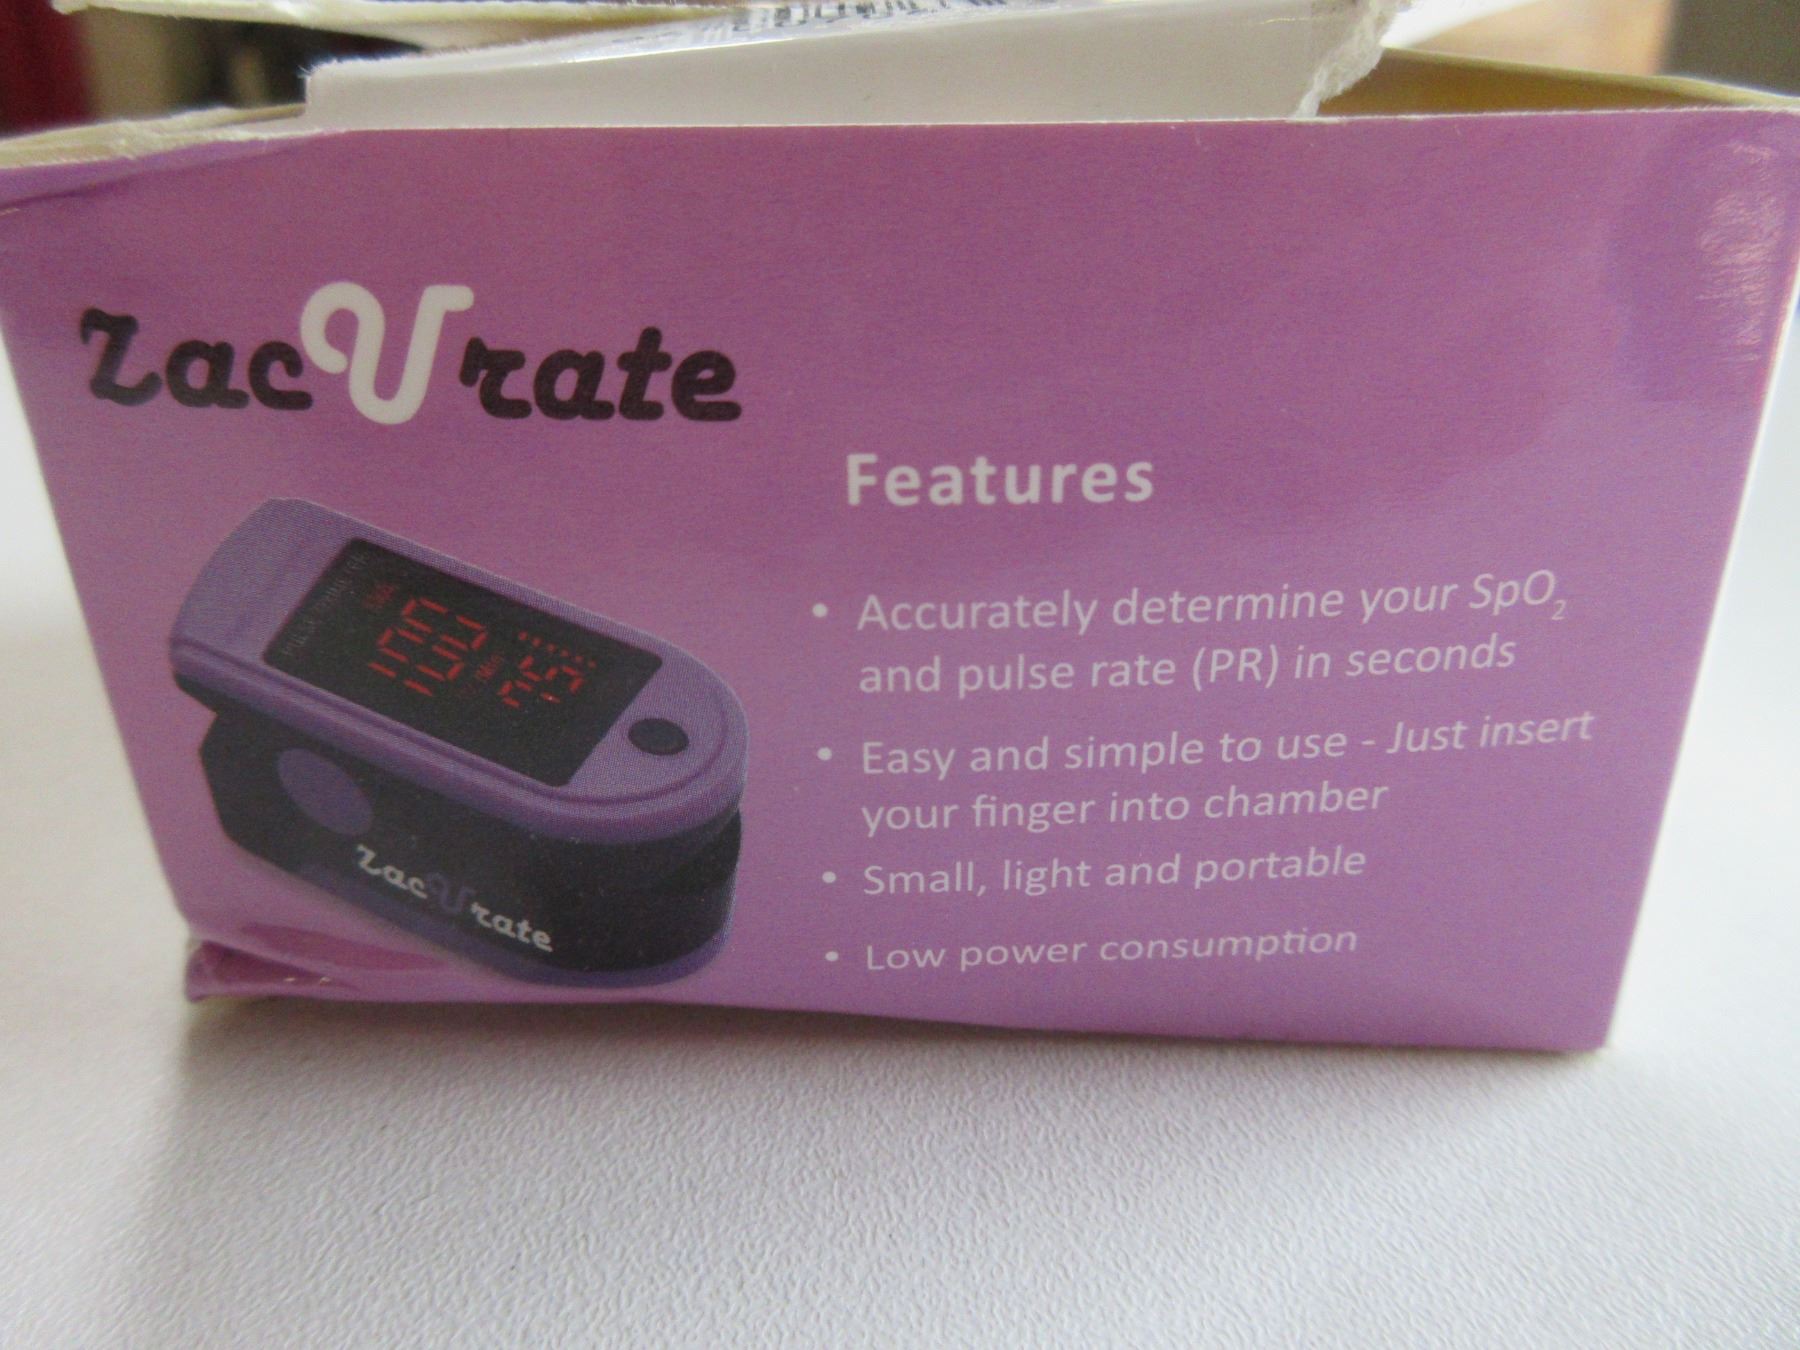 zacUrate
Features
• Accurately determine your SpO₂
and pulse rate (PR) in seconds
• Easy and simple to use - Just insert
your finger into chamber
• Small, light and portable
• Low power consumption
zacUrate